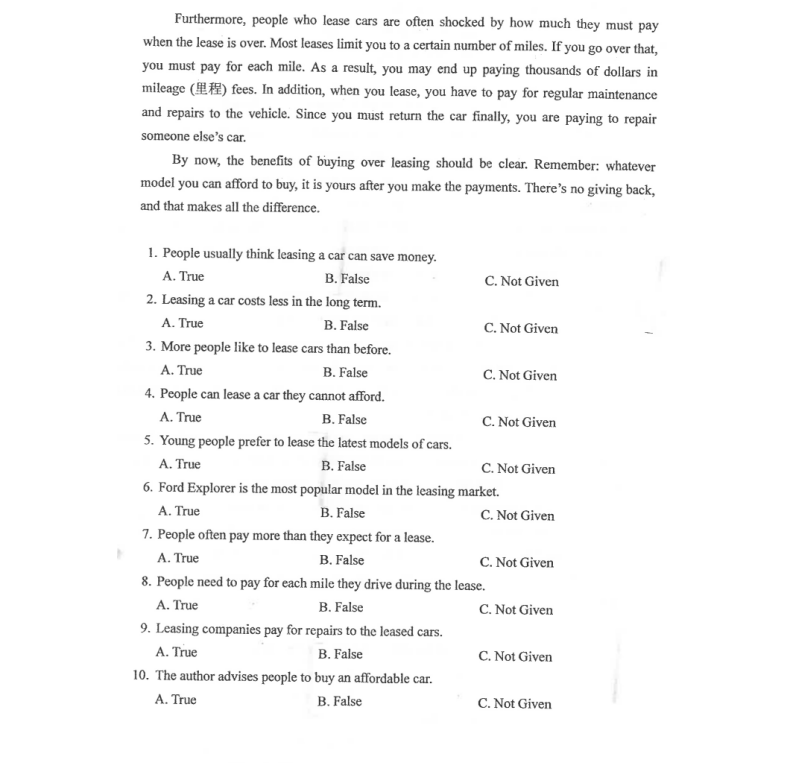 Furthermore, people who lease cars are often shocked by how much they must pay
when the lease is over. Most leases limit you to a certain number of miles. If you go over that,
you must pay for each mile. As a result, you may end up paying thousands of dollars in
mileage (里程) fees. In addition, when you lease, you have to pay for regular maintenance
and repairs to the vehicle. Since you must return the car finally, you are paying to repair
someone else's car.
By now, the benefits of buying over leasing should be clear. Remember: whatever
model you can afford to buy, it is yours after you make the payments. There's no giving back,
and that makes all the difference.
1. People usually think leasing a car can save money.
A. True B. False C. Not Given
2. Leasing a car costs less in the long term.
A. True B. False C. Not Given
3. More people like to lease cars than before.
A. True B. False C. Not Given
4. People can lease a car they cannot afford.
A. True B. False C. Not Given
5. Young people prefer to lease the latest models of cars.
A. True B. False C. Not Given
6. Ford Explorer is the most popular model in the leasing market.
A. True B. False C. Not Given
7. People often pay more than they expect for a lease.
A. True B. False C. Not Given
8. People need to pay for each mile they drive during the lease.
A. True B. False C. Not Given
9. Leasing companies pay for repairs to the leased cars.
A. True B. False C. Not Given
10. The author advises people to buy an affordable car.
A. True B. False C. Not Given